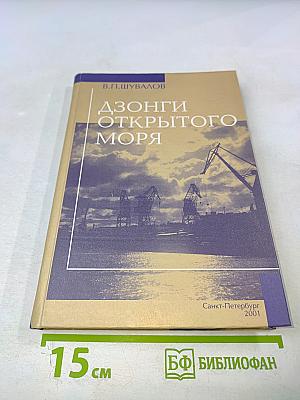 В.П.ШУВАЛОВ
ДЗОНГИ
ОТКРЫТОГО
МОРЯ
Санкт-Петербург
2001
15 см
БФ БИБЛИОФАН